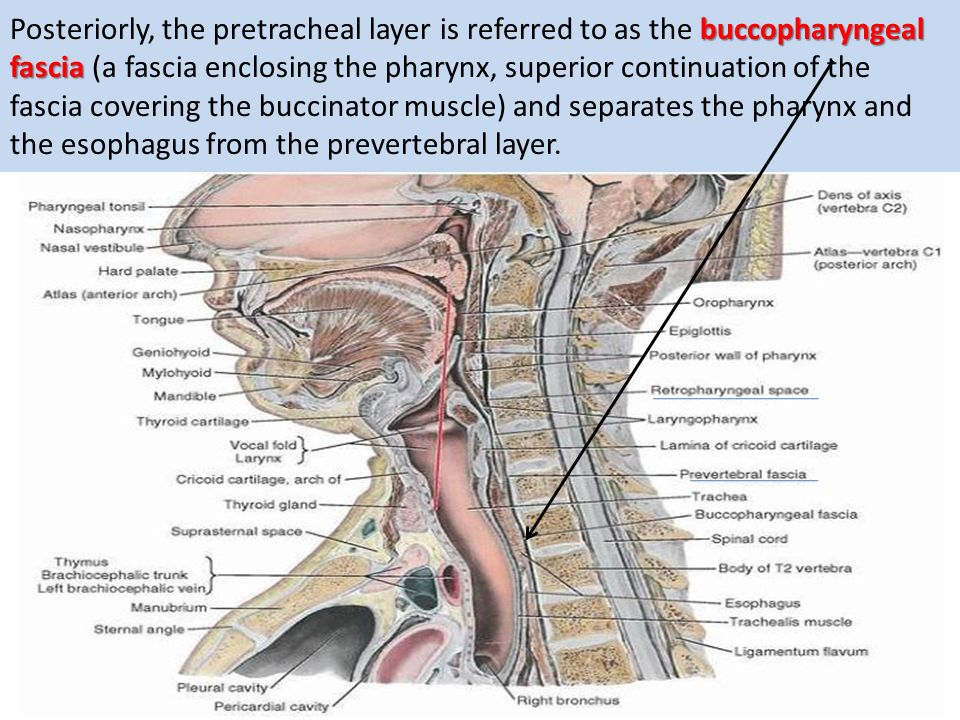 Posteriorly, the pretracheal layer is referred to as the buccopharyngeal
fascia (a fascia enclosing the pharynx, superior continuation of the
fascia covering the buccinator muscle) and separates the pharynx and
the esophagus from the prevertebral layer.
Pharyngeal tonsil
Nasopharynx
Nasal vestibule
Hard palate
Atlas (anterior arch)
Tongue
Geniohyoid
Mylohyoid
Mandible
Thyroid cartilage
Vocal fold
Larynx
Cricoid cartilage, arch of
Thyroid gland
Suprasternal space
Thymus
Brachiocephalic trunk
Left brachiocephalic vein
Manubrium
Sternal angle
Pleural cavity
Pericardial cavity
Dens of axis
(vertebra C2)
Atlas—vertebra C1
(posterior arch)
Oropharynx
Epiglottis
Posterior wall of pharynx
Retropharyngeal space
Laryngopharynx
Lamina of cricoid cartilage
Prevertebral fascia
Trachea
Buccopharyngeal fascia
Spinal cord
Body of T2 vertebra
Esophagus
Trachealis muscle
Ligamentum flavum
Right bronchus